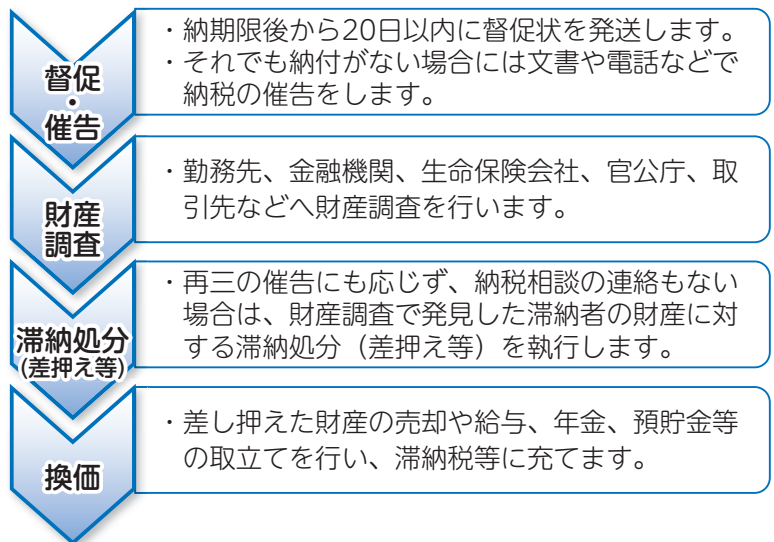 督促
・
催告
・納期限後から20日以内に督促状を発送します。
・それでも納付がない場合には文書や電話などで
納税の催告をします。
財産
調査
・勤務先、金融機関、生命保険会社、官公庁、取
引先などへ財産調査を行います。
滞納処分
(差押え等)
・再三の催告にも応じず、納税相談の連絡もない
場合は、財産調査で発見した滞納者の財産に対
する滞納処分（差押え等）を執行します。
換価
・差し押えた財産の売却や給与、年金、預貯金等
の取立てを行い、滞納税等に充てます。